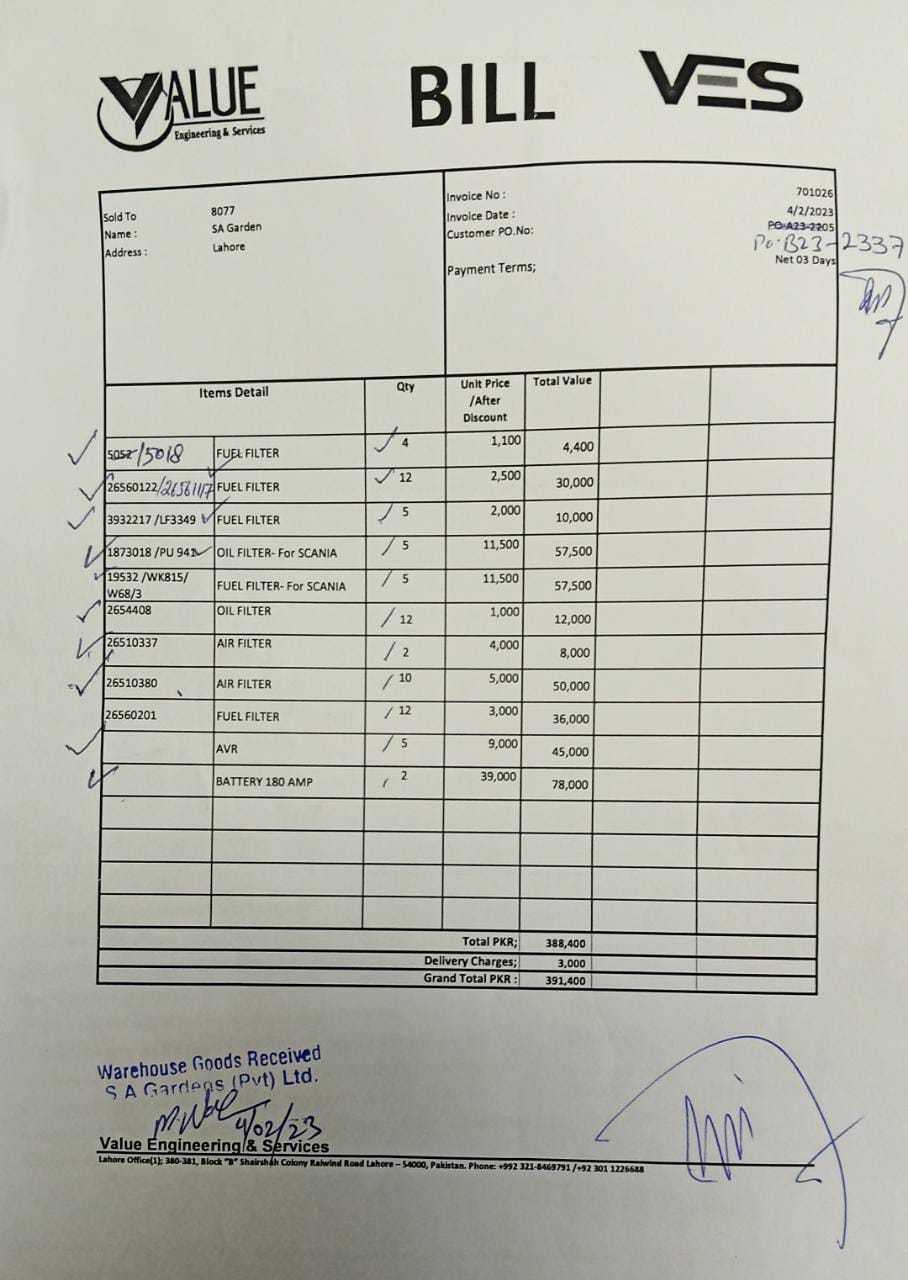 VALUE
Engineering & Services
BILL
VES
Sold To 8077
Name : SA Garden
Address : Lahore
Invoice No : 701026
Invoice Date : 4/2/2023
Customer PO.No: PO-A23-2205
Po-B23-2337
Payment Terms; Net 03 Days
Items Detail Qty Unit Price /After Discount Total Value
5052/5018 FUEL FILTER 4 1,100 4,400
26560122/26561117 FUEL FILTER 12 2,500 30,000
3932217 /LF3349 FUEL FILTER 5 2,000 10,000
1873018 /PU 941 OIL FILTER- For SCANIA 5 11,500 57,500
19532 /WK815/ W68/3 FUEL FILTER- For SCANIA 5 11,500 57,500
2654408 OIL FILTER 12 1,000 12,000
26510337 AIR FILTER 2 4,000 8,000
26510380 AIR FILTER 10 5,000 50,000
26560201 FUEL FILTER 12 3,000 36,000
AVR 5 9,000 45,000
BATTERY 180 AMP 2 39,000 78,000
Total PKR; 388,400
Delivery Charges; 3,000
Grand Total PKR : 391,400
Warehouse Goods Received
S A Gardens (Pvt) Ltd.
4/02/23
Value Engineering & Services
Lahore Office(1); 380-381, Block "B" Shairshah Colony Raiwind Road Lahore – 54000, Pakistan. Phone: +992 321-8469791 /+92 301 1226688